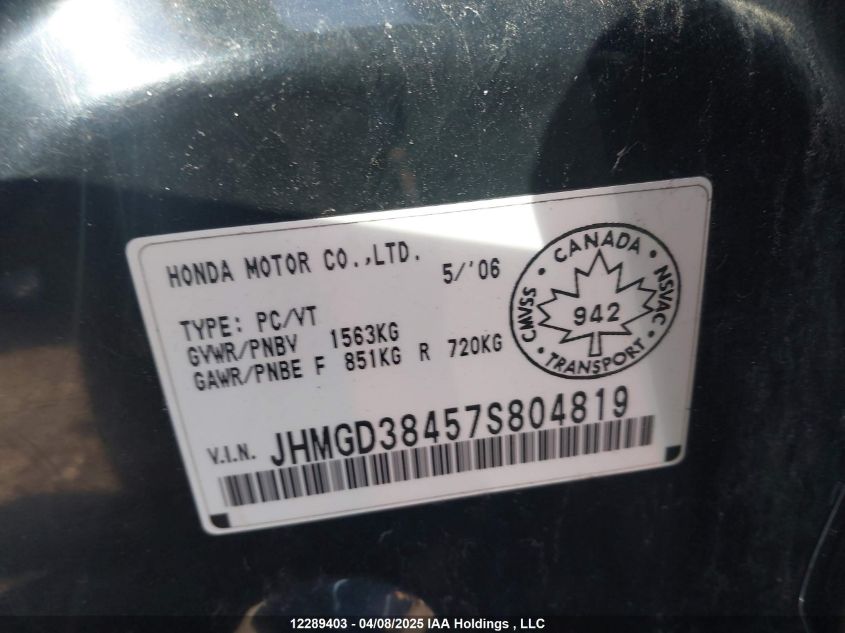 HONDA MOTOR CO.,LTD.
5/'06
TYPE: PC/VT
GVWR/PNBV 1563KG
GAWR/PNBE F 851KG R 720KG
V.I.N. JHMGD38457S804819
CANADA
CMVSS
NSVAC
942
TRANSPORT
12289403 - 04/08/2025 IAA Holdings , LLC